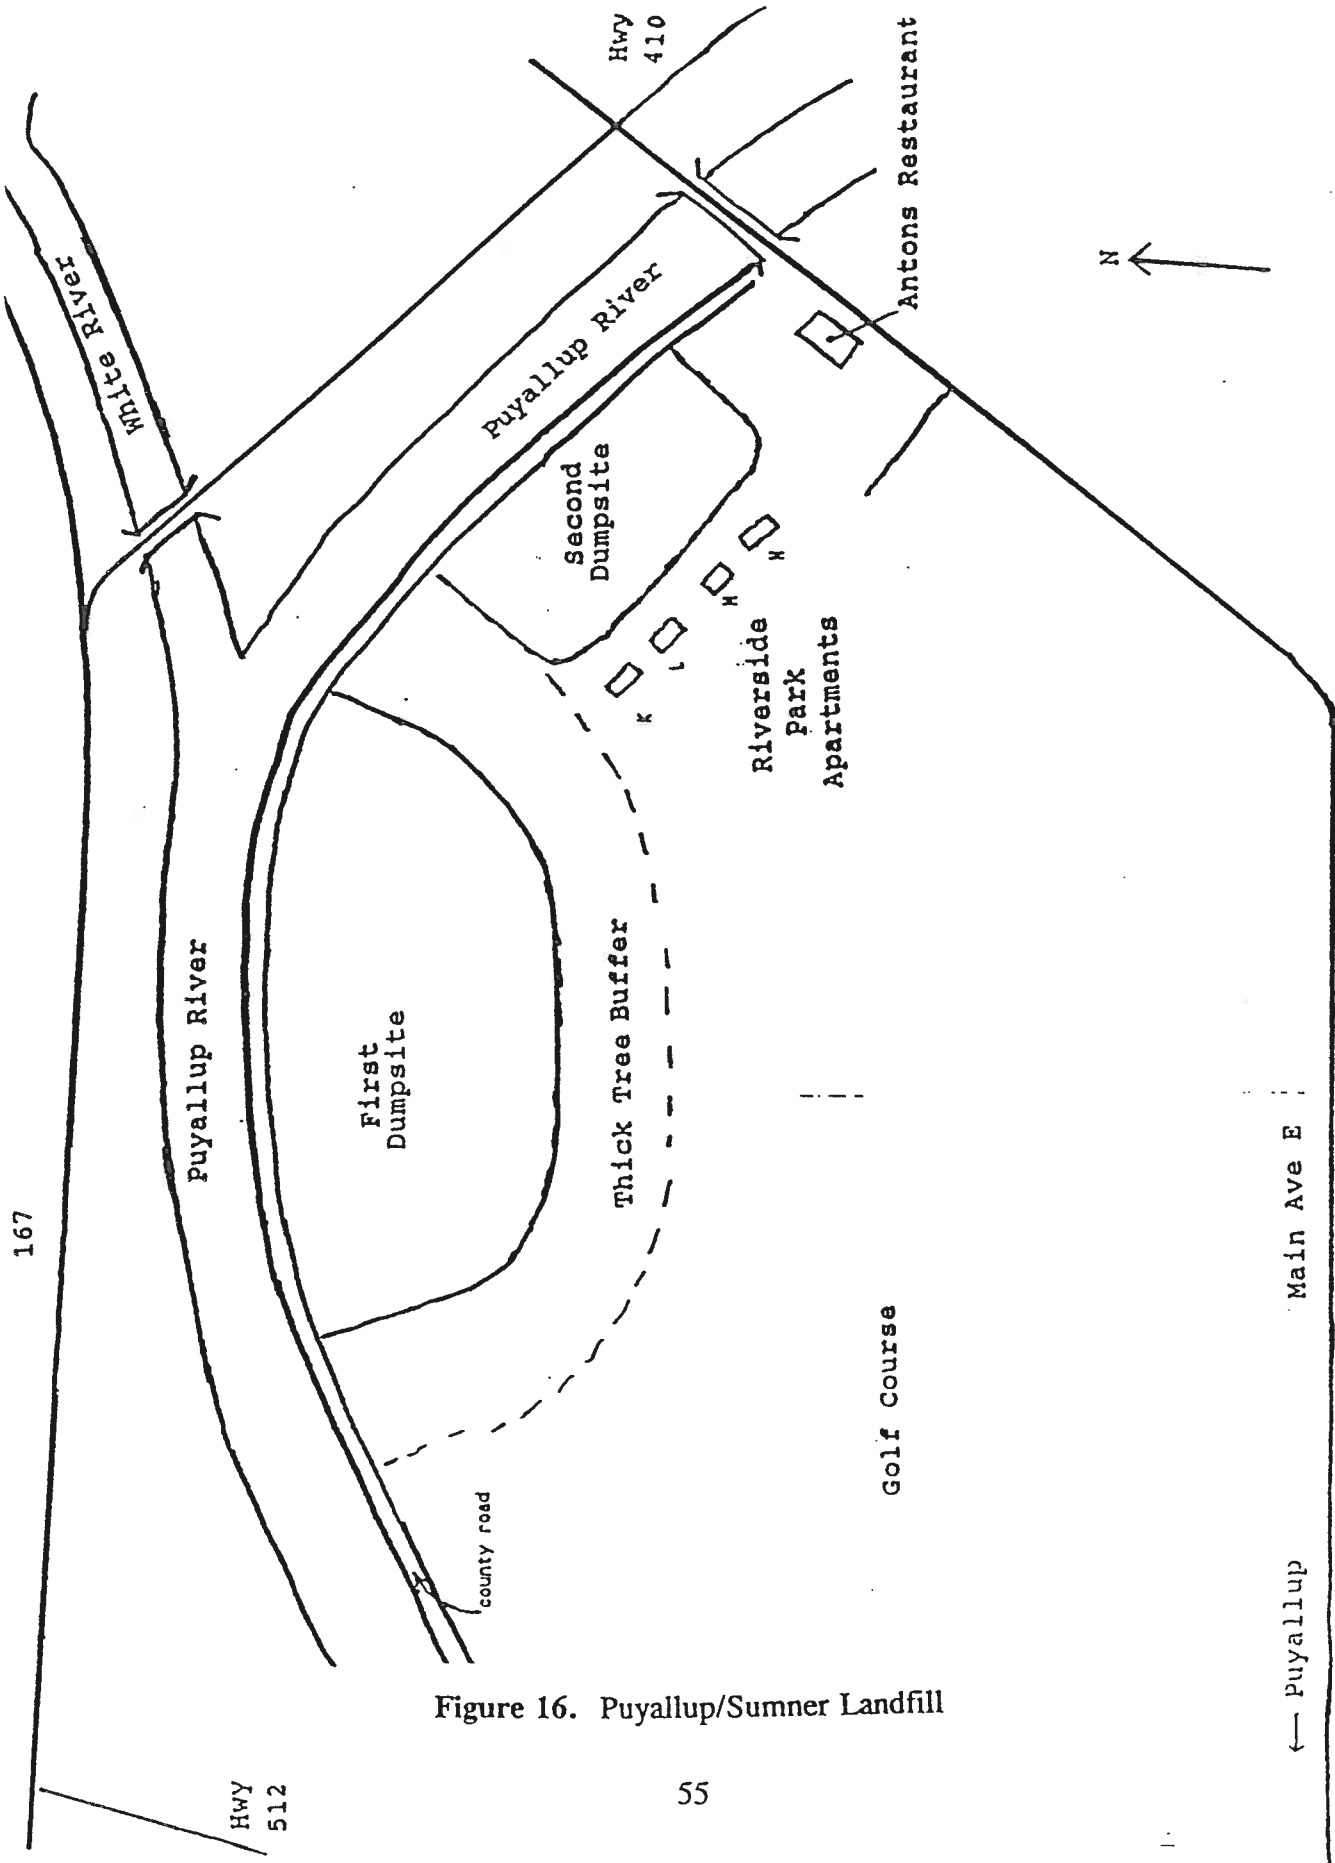 167
Hwy
410
White River
Puyallup River
Antons Restaurant
N
Second
Dumpsite
K
L
M
N
Riverside
Park
Apartments
Puyallup River
First
Dumpsite
Thick Tree Buffer
county road
Golf Course
Main Ave E
← Puyallup
Hwy
512
Figure 16. Puyallup/Sumner Landfill
55